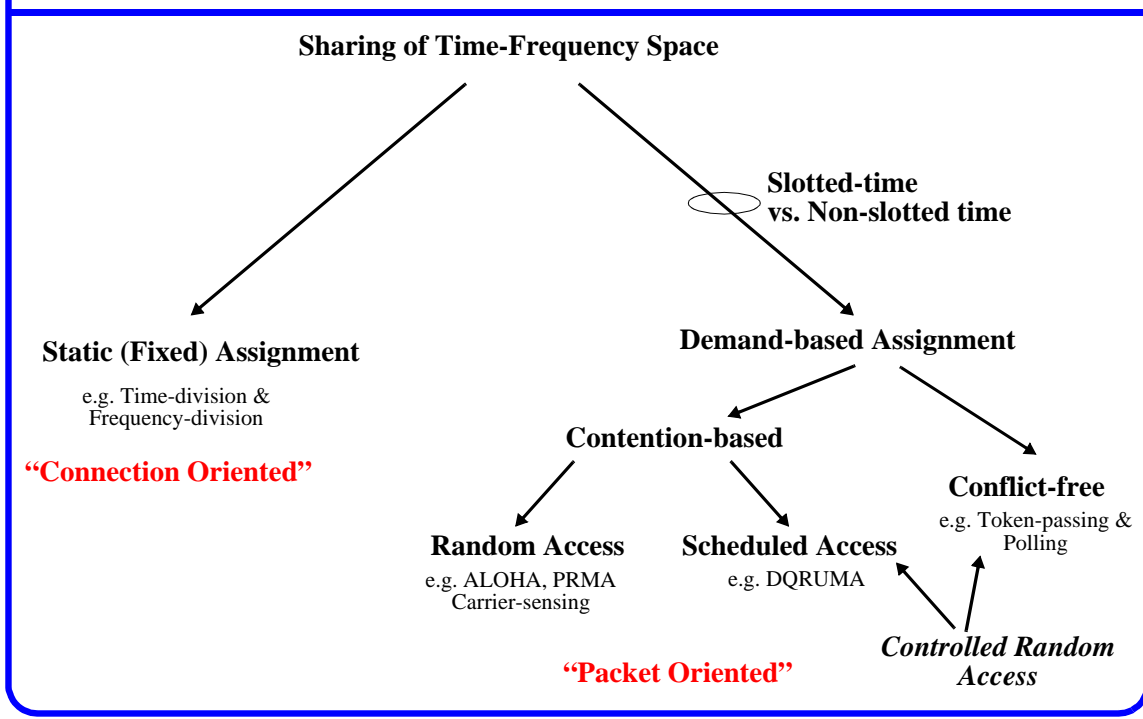 Sharing of Time-Frequency Space
Slotted-time
vs. Non-slotted time
Static (Fixed) Assignment
e.g. Time-division &
Frequency-division
“Connection Oriented”
Demand-based Assignment
Contention-based
Conflict-free
e.g. Token-passing &
Polling
Random Access
e.g. ALOHA, PRMA
Carrier-sensing
Scheduled Access
e.g. DQRUMA
Controlled Random
Access
“Packet Oriented”